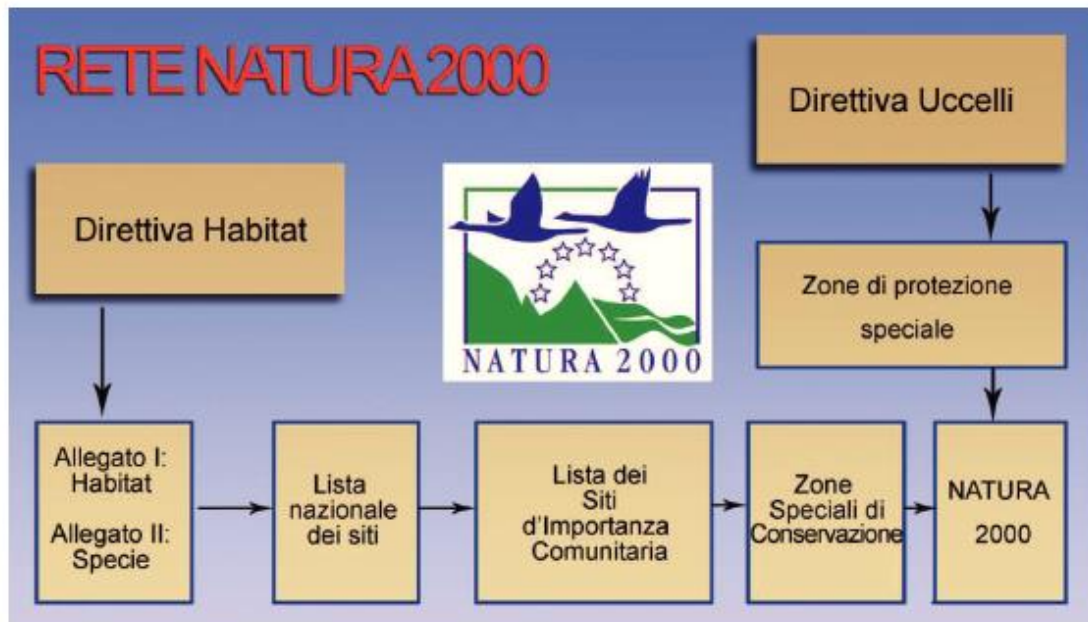 RETE NATURA 2000
Direttiva Uccelli
Direttiva Habitat
NATURA 2000
Zone di protezione
speciale
Allegato I:
Habitat
Allegato II:
Specie
Lista
nazionale
dei siti
Lista dei
Siti
d'Importanza
Comunitaria
Zone
Speciali di
Conservazione
NATURA
2000